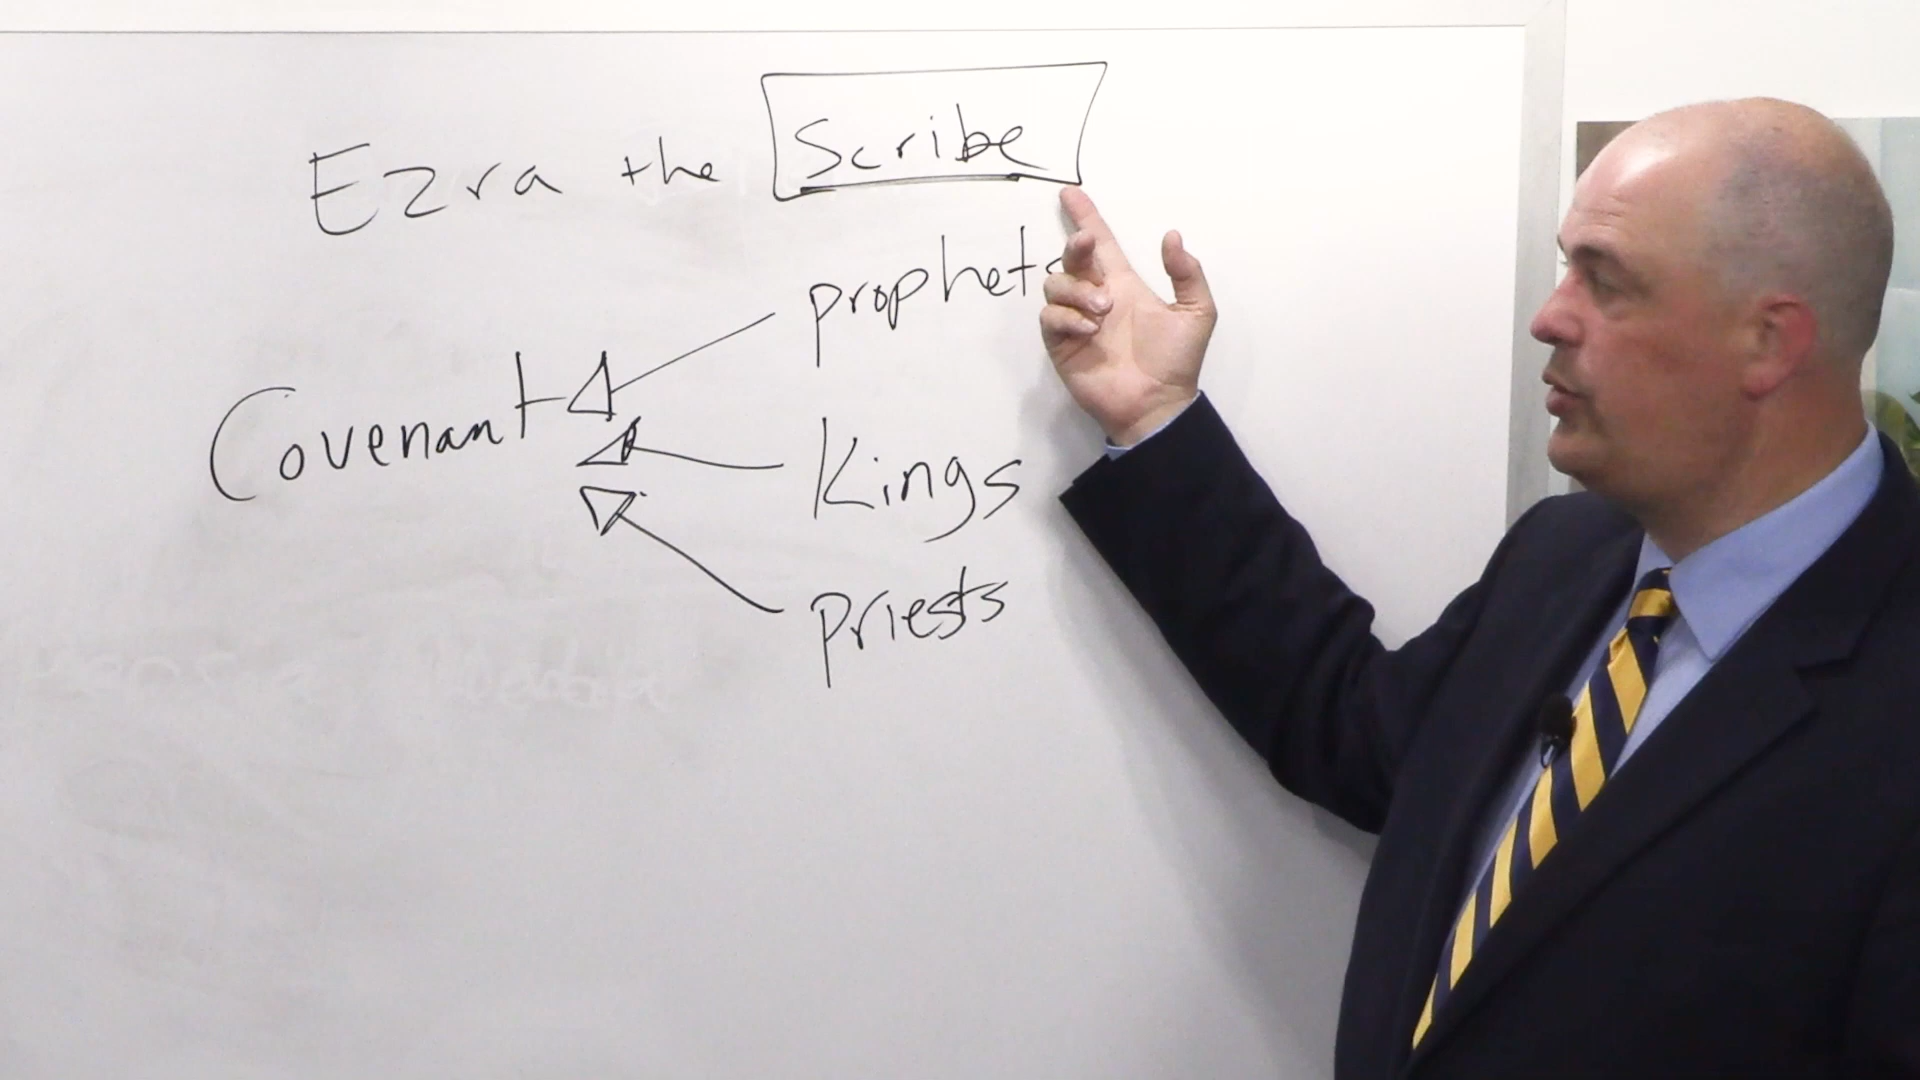 Ezra the Scribe
prophets
Covenant
Kings
priests